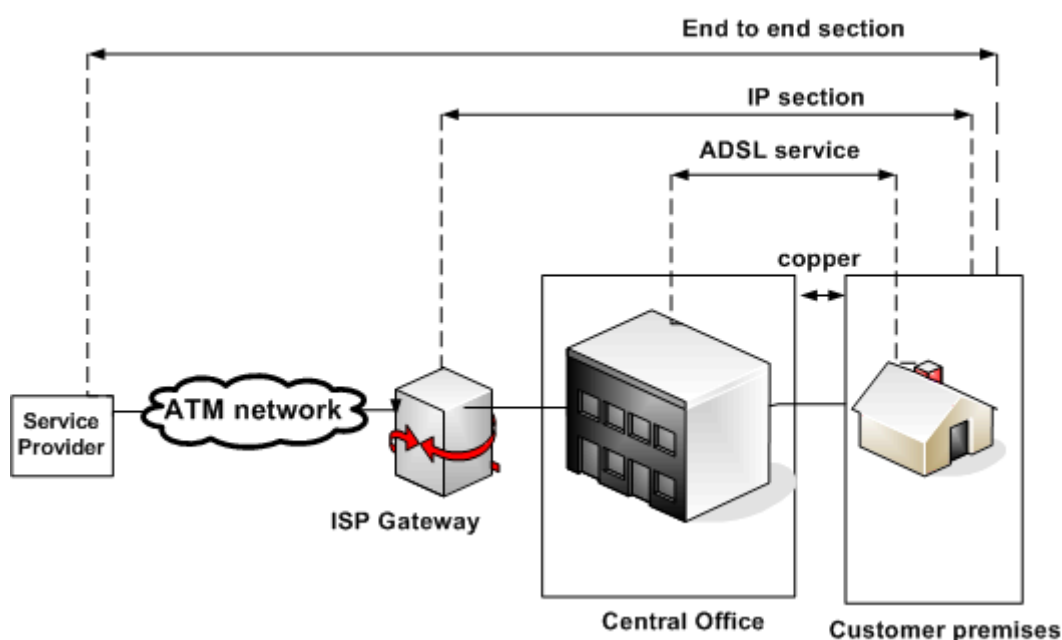 End to end section
IP section
ADSL service
copper
ATM network
Service
Provider
ISP Gateway
Central Office
Customer premises